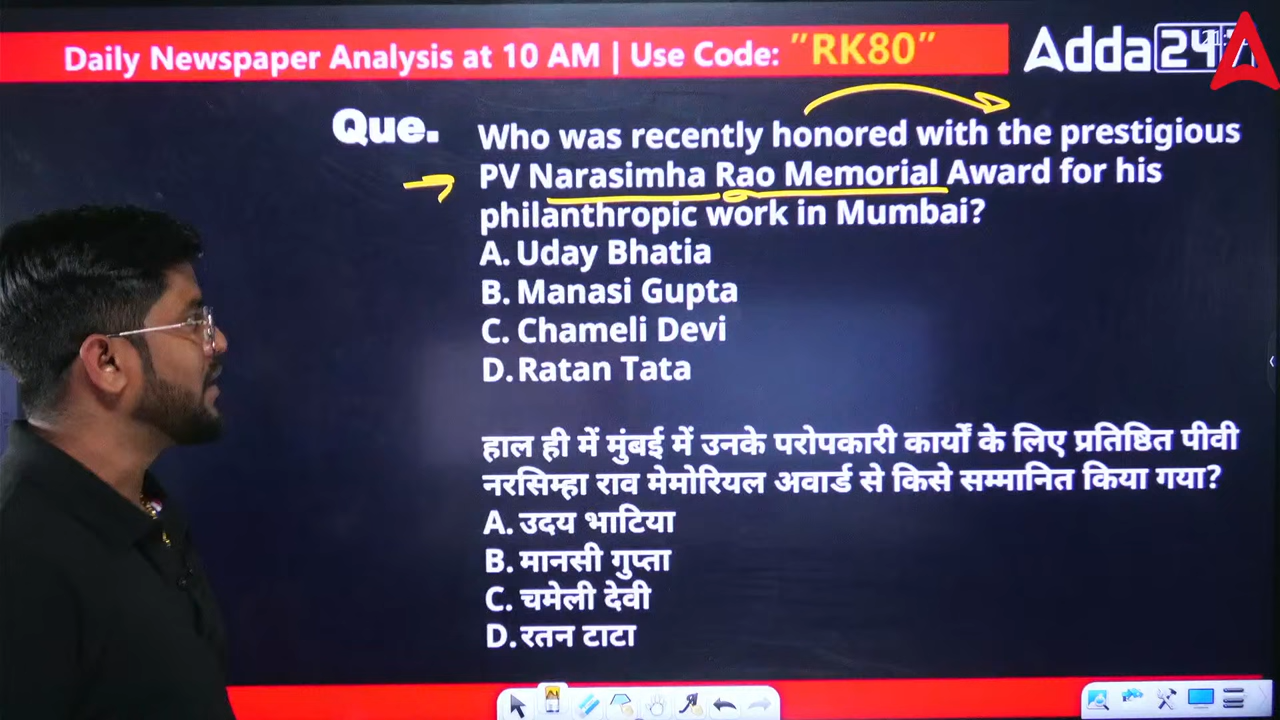 Daily Newspaper Analysis at 10 AM | Use Code: "RK80"
Adda247
Que.
Who was recently honored with the prestigious
PV Narasimha Rao Memorial Award for his
philanthropic work in Mumbai?
A. Uday Bhatia
B. Manasi Gupta
C. Chameli Devi
D. Ratan Tata
हाल ही में मुंबई में उनके परोपकारी कार्यों के लिए प्रतिष्ठित पीवी
नरसिम्हा राव मेमोरियल अवार्ड से किसे सम्मानित किया गया?
A. उदय भाटिया
B. मानसी गुप्ता
C. चमेली देवी
D. रतन टाटा